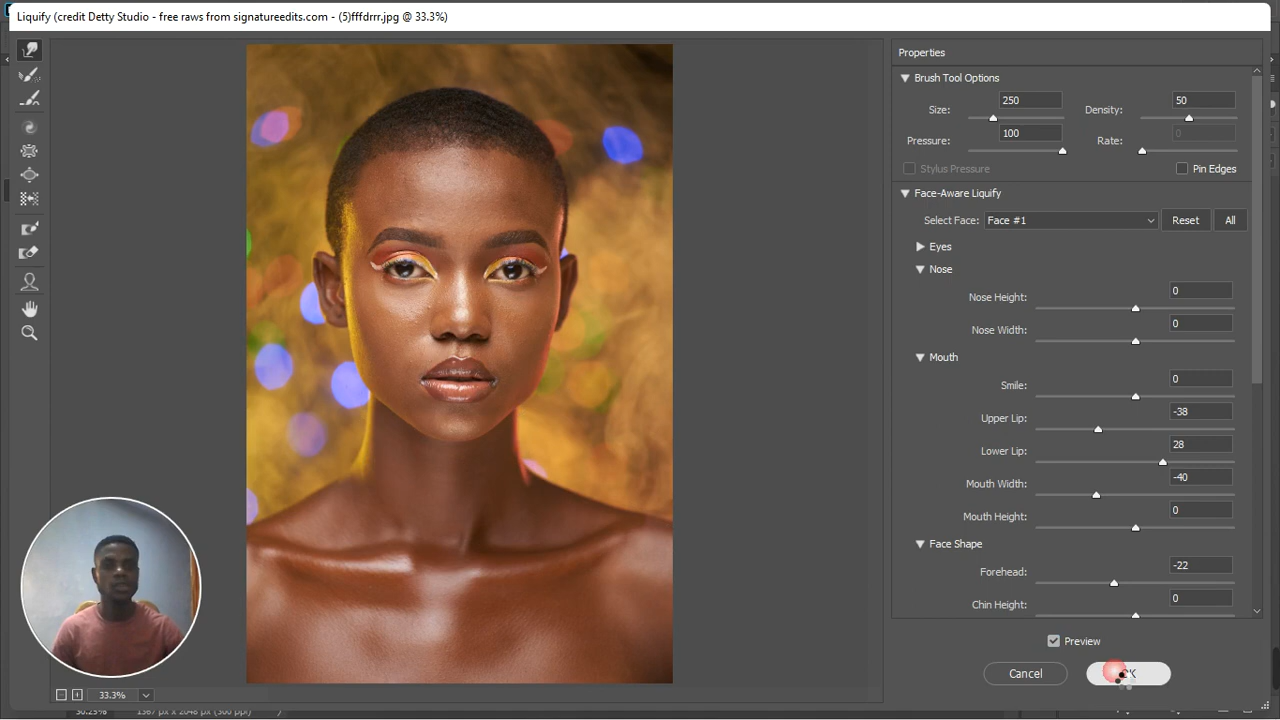 Liquify (credit Detty Studio - free raws from signatureedits.com - (5)fffdrrr.jpg @ 33.3%)
Properties
Brush Tool Options
Size: 250 Density: 50
Pressure: 100 Rate: 0
Stylus Pressure Pin Edges
Face-Aware Liquify
Select Face: Face #1 Reset All
Eyes
Nose
Nose Height: 0
Nose Width: 0
Mouth
Smile: 0
Upper Lip: -38
Lower Lip: 28
Mouth Width: -40
Mouth Height: 0
Face Shape
Forehead: -22
Chin Height: 0
Preview
Cancel OK
33.3%